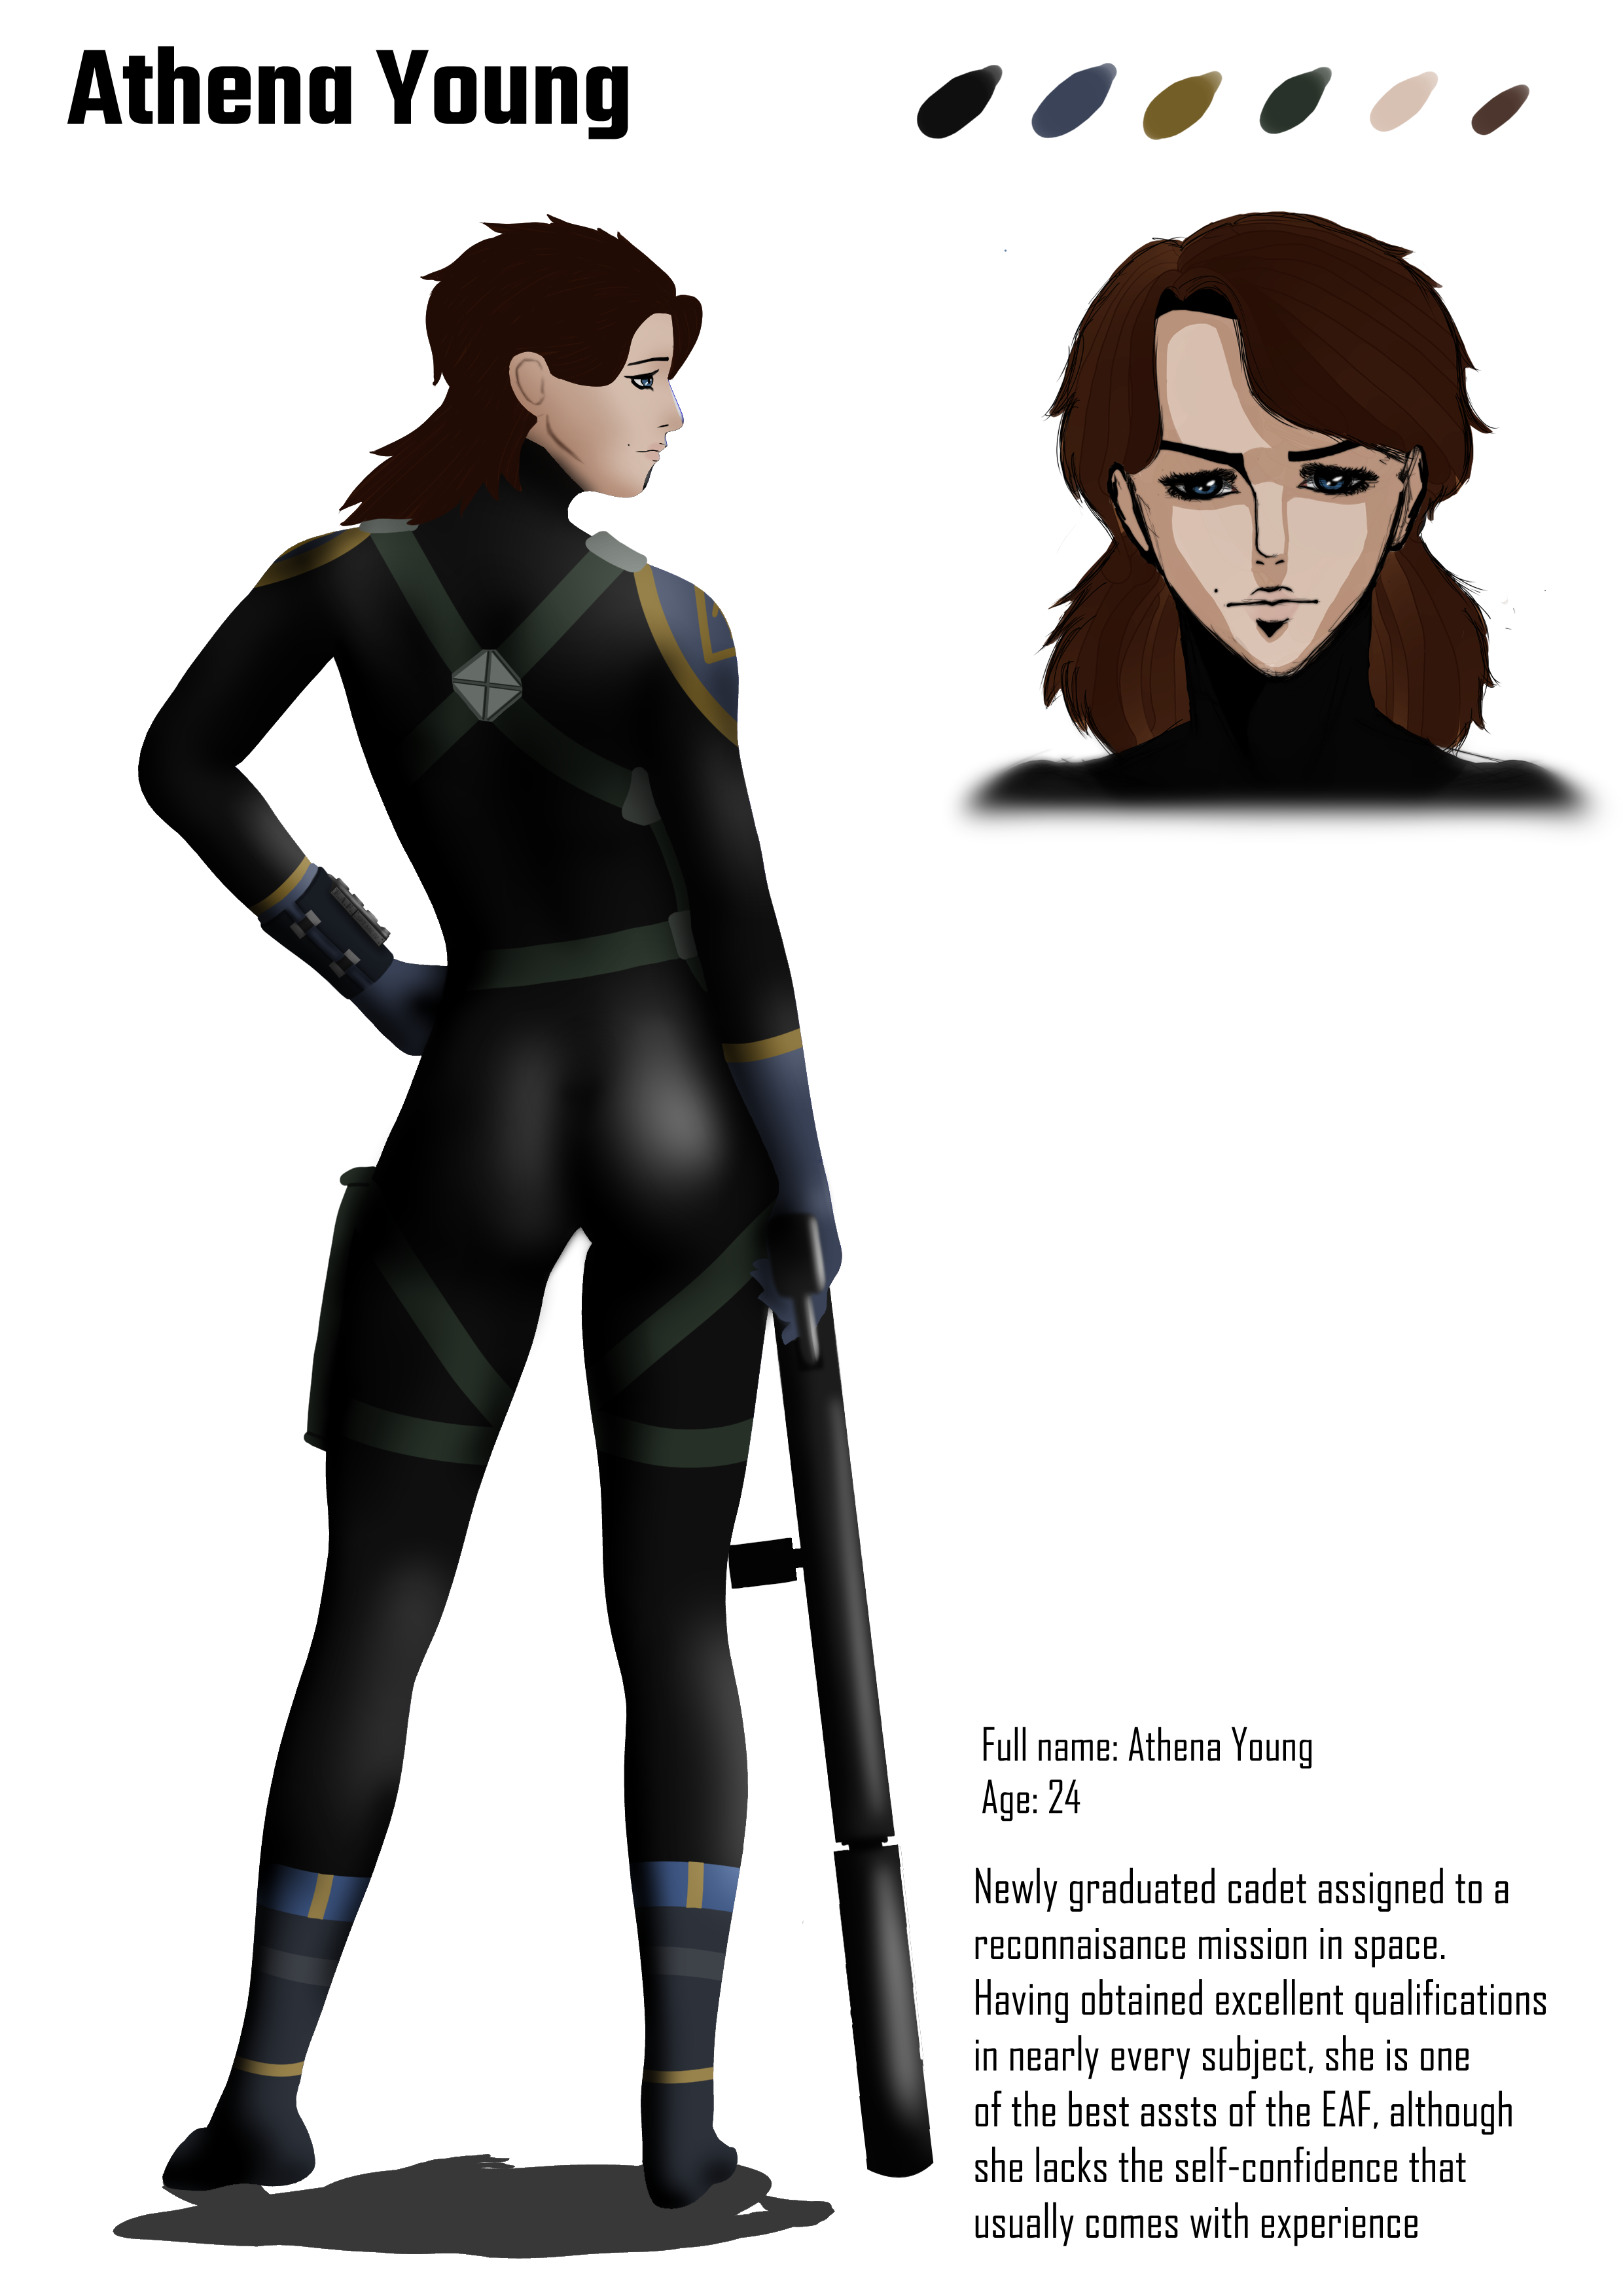 Athena Young
Full name: Athena Young
Age: 24
Newly graduated cadet assigned to a
reconnaisance mission in space.
Having obtained excellent qualifications
in nearly every subject, she is one
of the best assts of the EAF, although
she lacks the self-confidence that
usually comes with experience